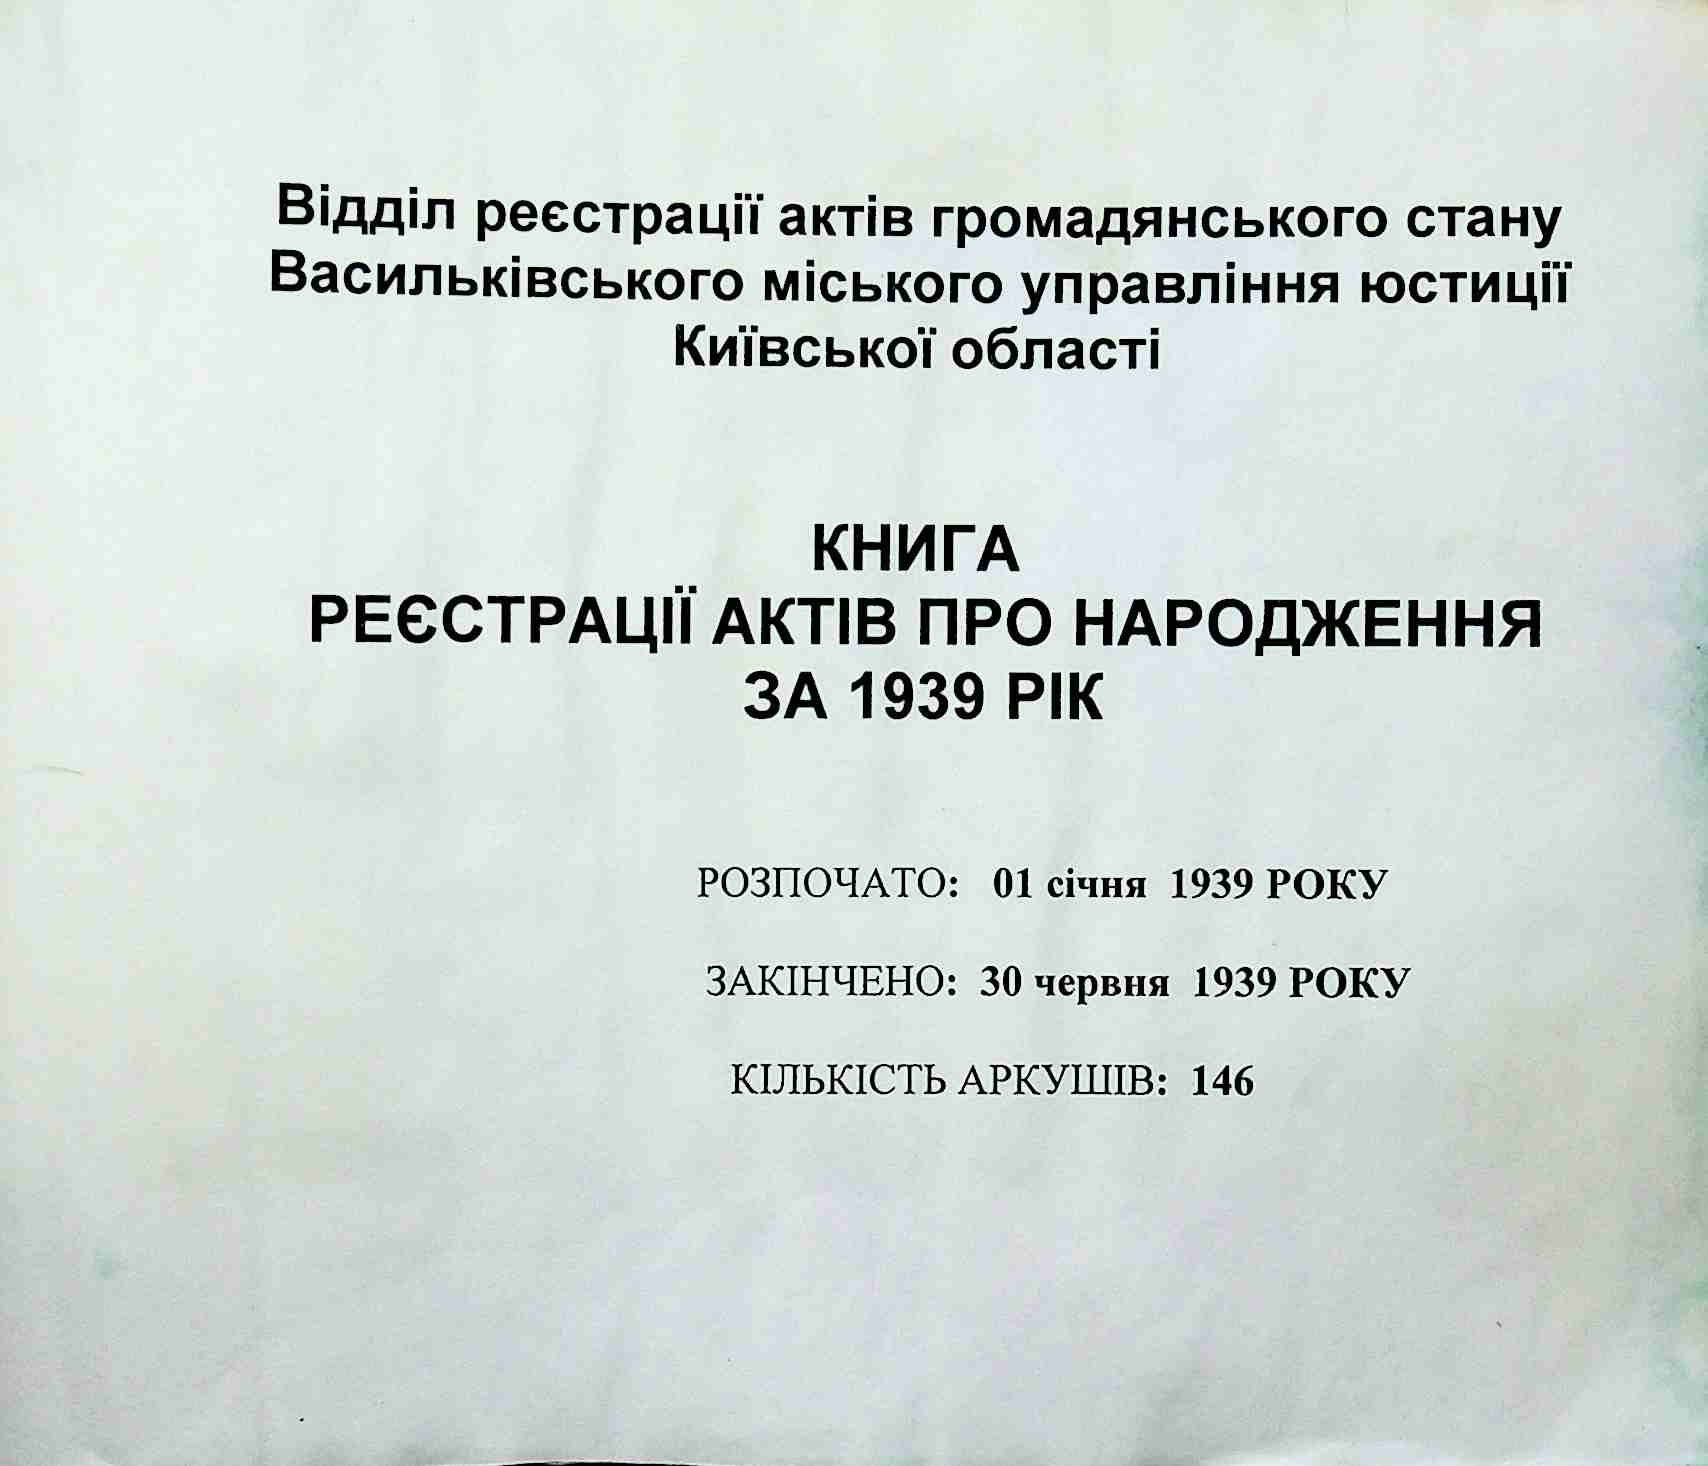 Відділ реєстрації актів громадянського стану
Васильківського міського управління юстиції
Київської області
КНИГА
РЕЄСТРАЦІЇ АКТІВ ПРО НАРОДЖЕННЯ
ЗА 1939 РІК
РОЗПОЧАТО: 01 січня 1939 РОКУ
ЗАКІНЧЕНО: 30 червня 1939 РОКУ
КІЛЬКІСТЬ АРКУШІВ: 146